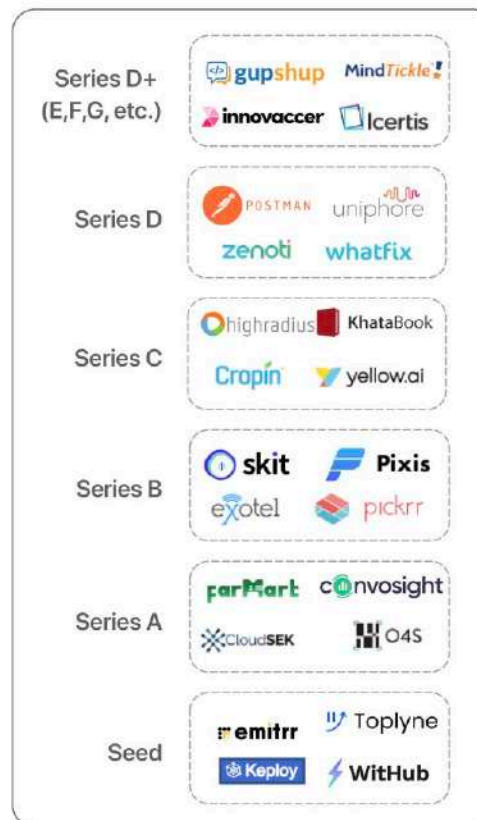 Series D+
(E,F,G, etc.)
gupshup MindTickle!
innovaccer Icertis
Series D
POSTMAN uniphore
zenoti whatfix
Series C
highradius KhataBook
Cropin yellow.ai
Series B
skit Pixis
exotel pickrr
Series A
farMart convosight
CloudSEK O4S
Seed
emitrr Toplyne
Keploy WitHub